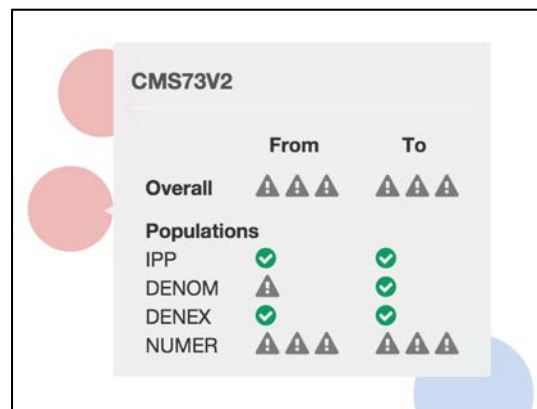 CMS73V2
From To
Overall
Populations
IPP
DENOM
DENEX
NUMER